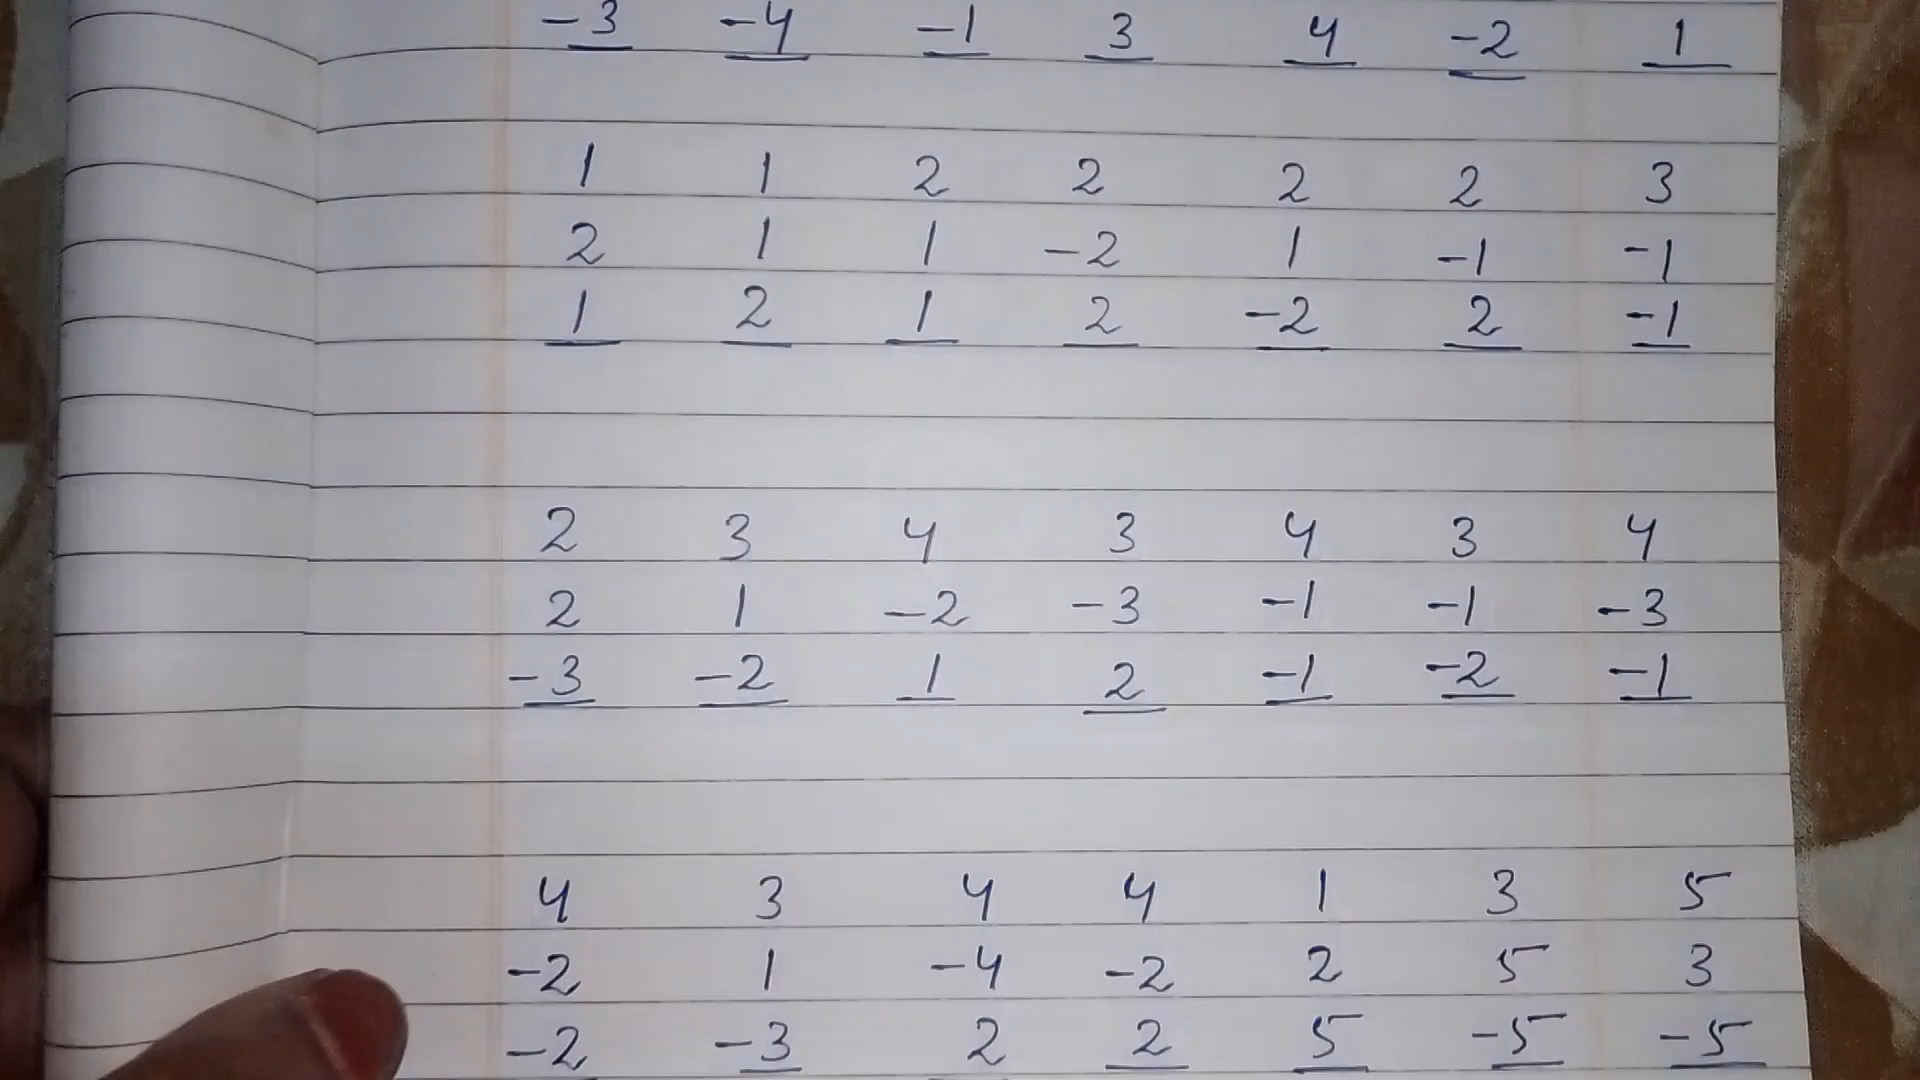 -3 -4 -1 3 4 -2 1
1 1 2 2 2 2 3
2 1 1 -2 1 -1 -1
1 2 1 2 -2 2 -1
2 3 4 3 4 3 4
2 1 -2 -3 -1 -1 -3
-3 -2 1 2 -1 -2 -1
4 3 4 4 1 3 5
-2 1 -4 -2 2 5 3
-2 -3 2 2 5 -5 -5